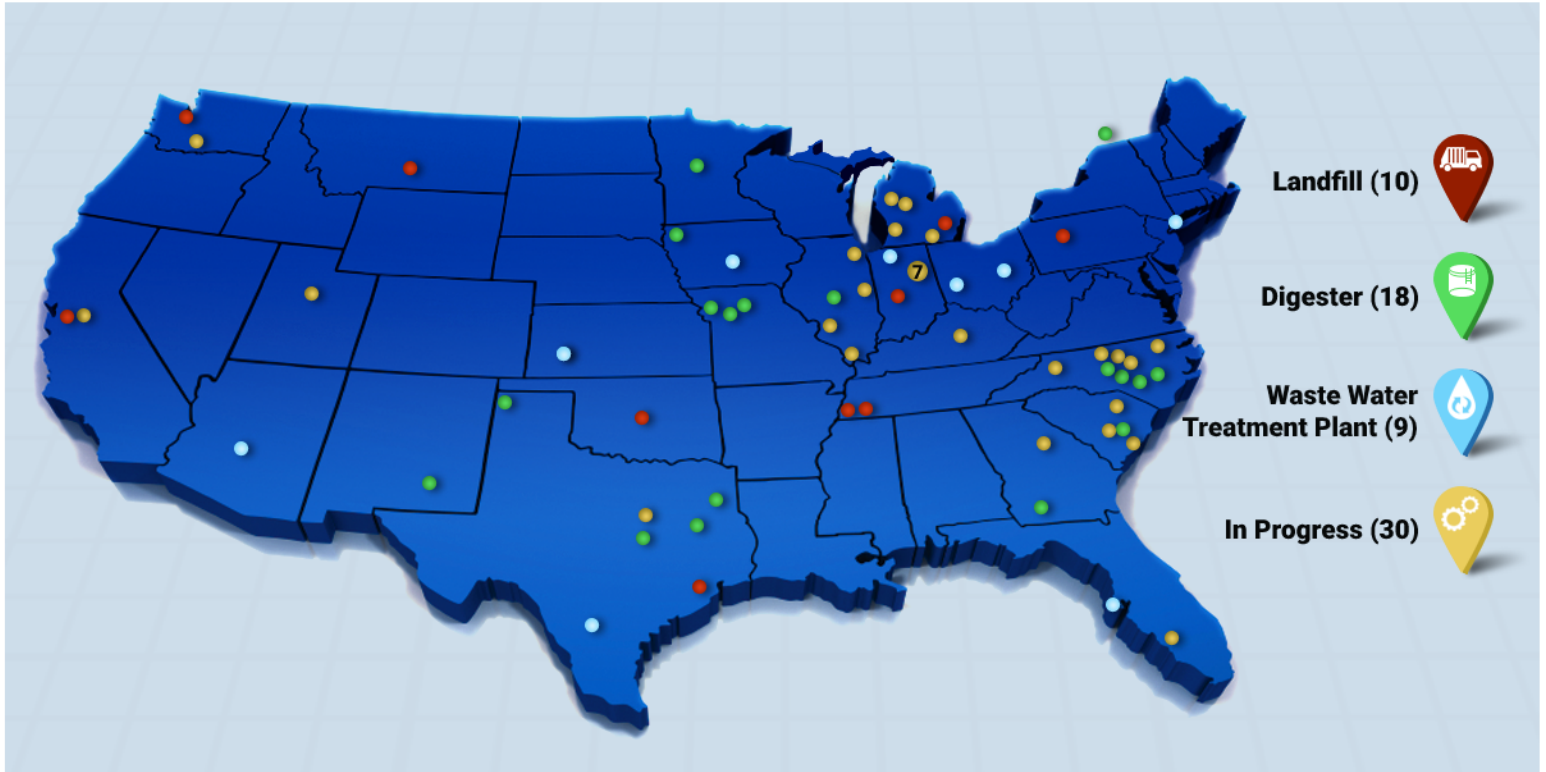 Landfill (10)
7
Digester (18)
Waste Water
Treatment Plant (9)
In Progress (30)